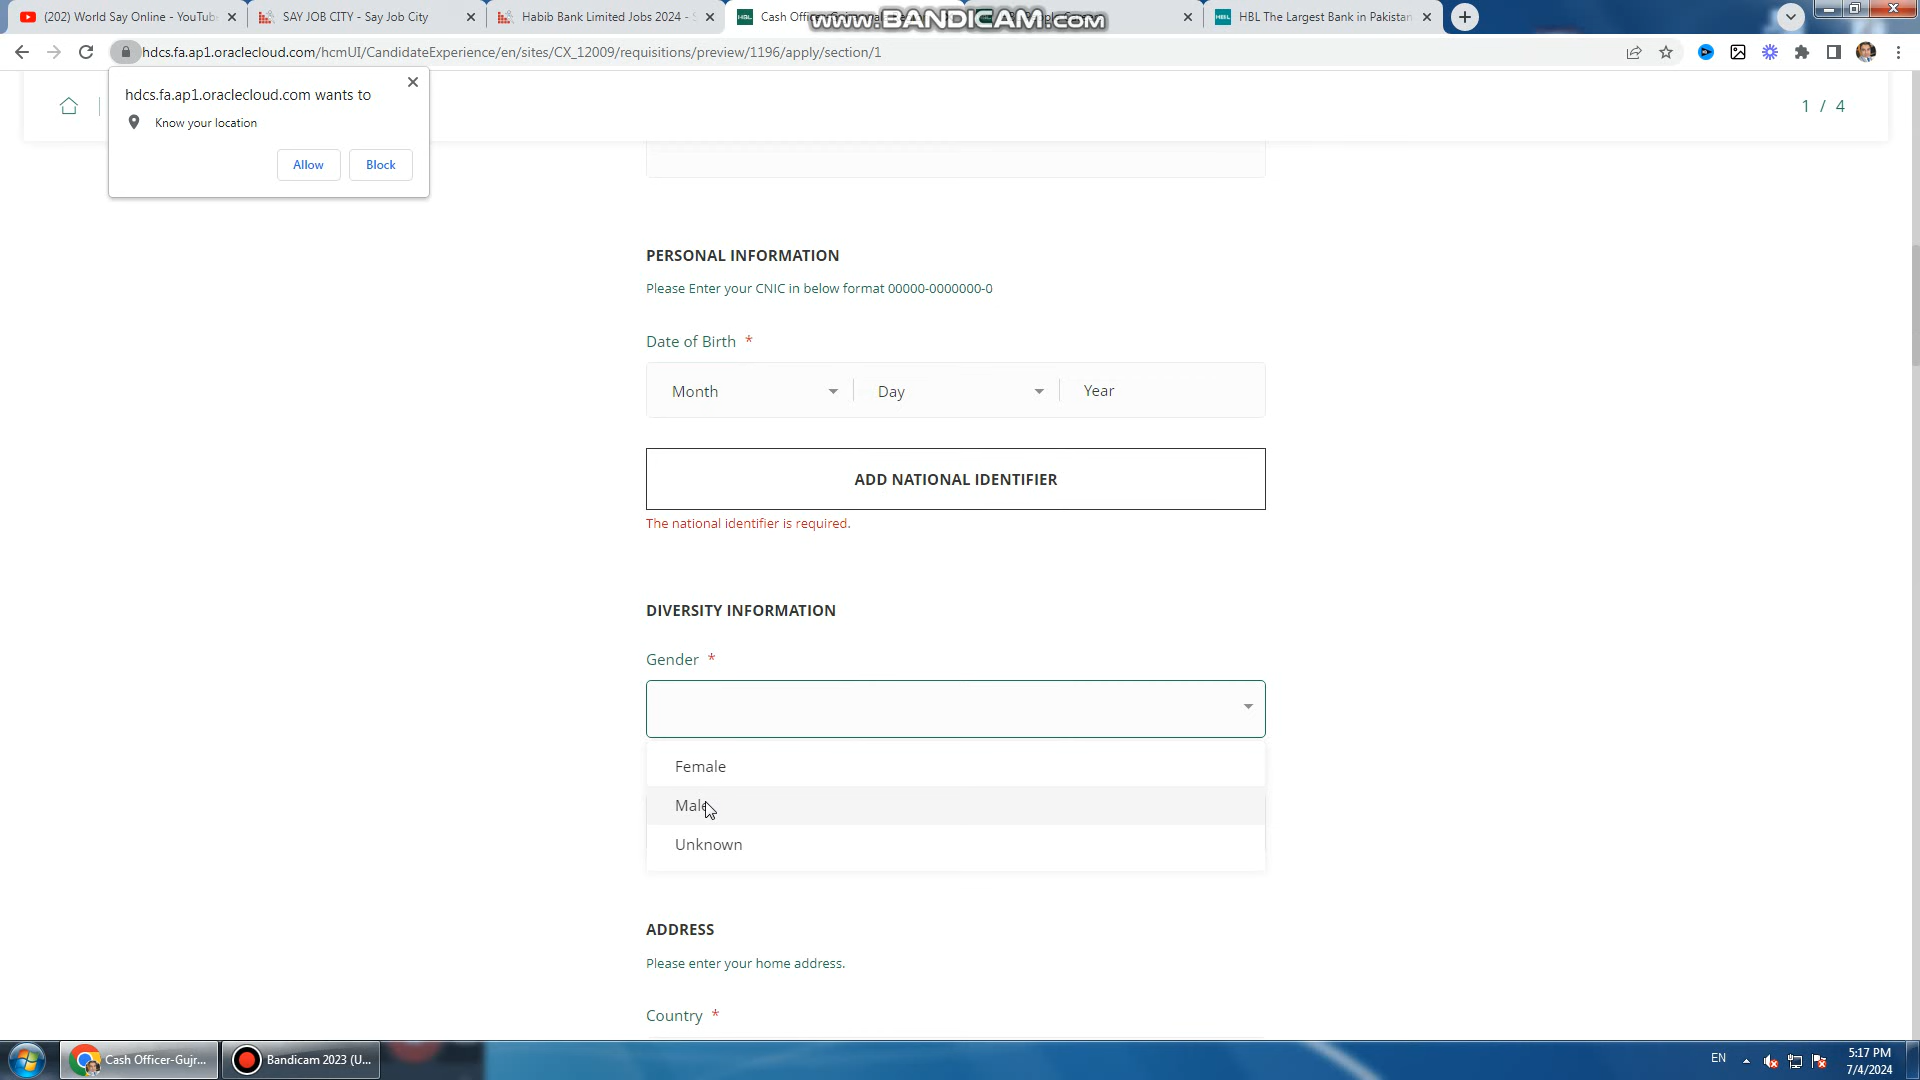 (202) World Say Online - YouTub
SAY JOB CITY - Say Job City
Habib Bank Limited Jobs 2024 - S
HBL
HBL The Largest Bank in Pakistan
www.BANDICAM.com
hdcs.fa.ap1.oraclecloud.com/hcmUI/CandidateExperience/en/sites/CX_12009/requisitions/preview/1196/apply/section/1
hdcs.fa.ap1.oraclecloud.com wants to
Know your location
Allow
Block
1 / 4
PERSONAL INFORMATION
Please Enter your CNIC in below format 00000-0000000-0
Date of Birth *
Month
Day
Year
ADD NATIONAL IDENTIFIER
The national identifier is required.
DIVERSITY INFORMATION
Gender *
Female
Male
Unknown
ADDRESS
Please enter your home address.
Country *
Cash Officer-Gujr...
Bandicam 2023 (U...
EN
5:17 PM
7/4/2024